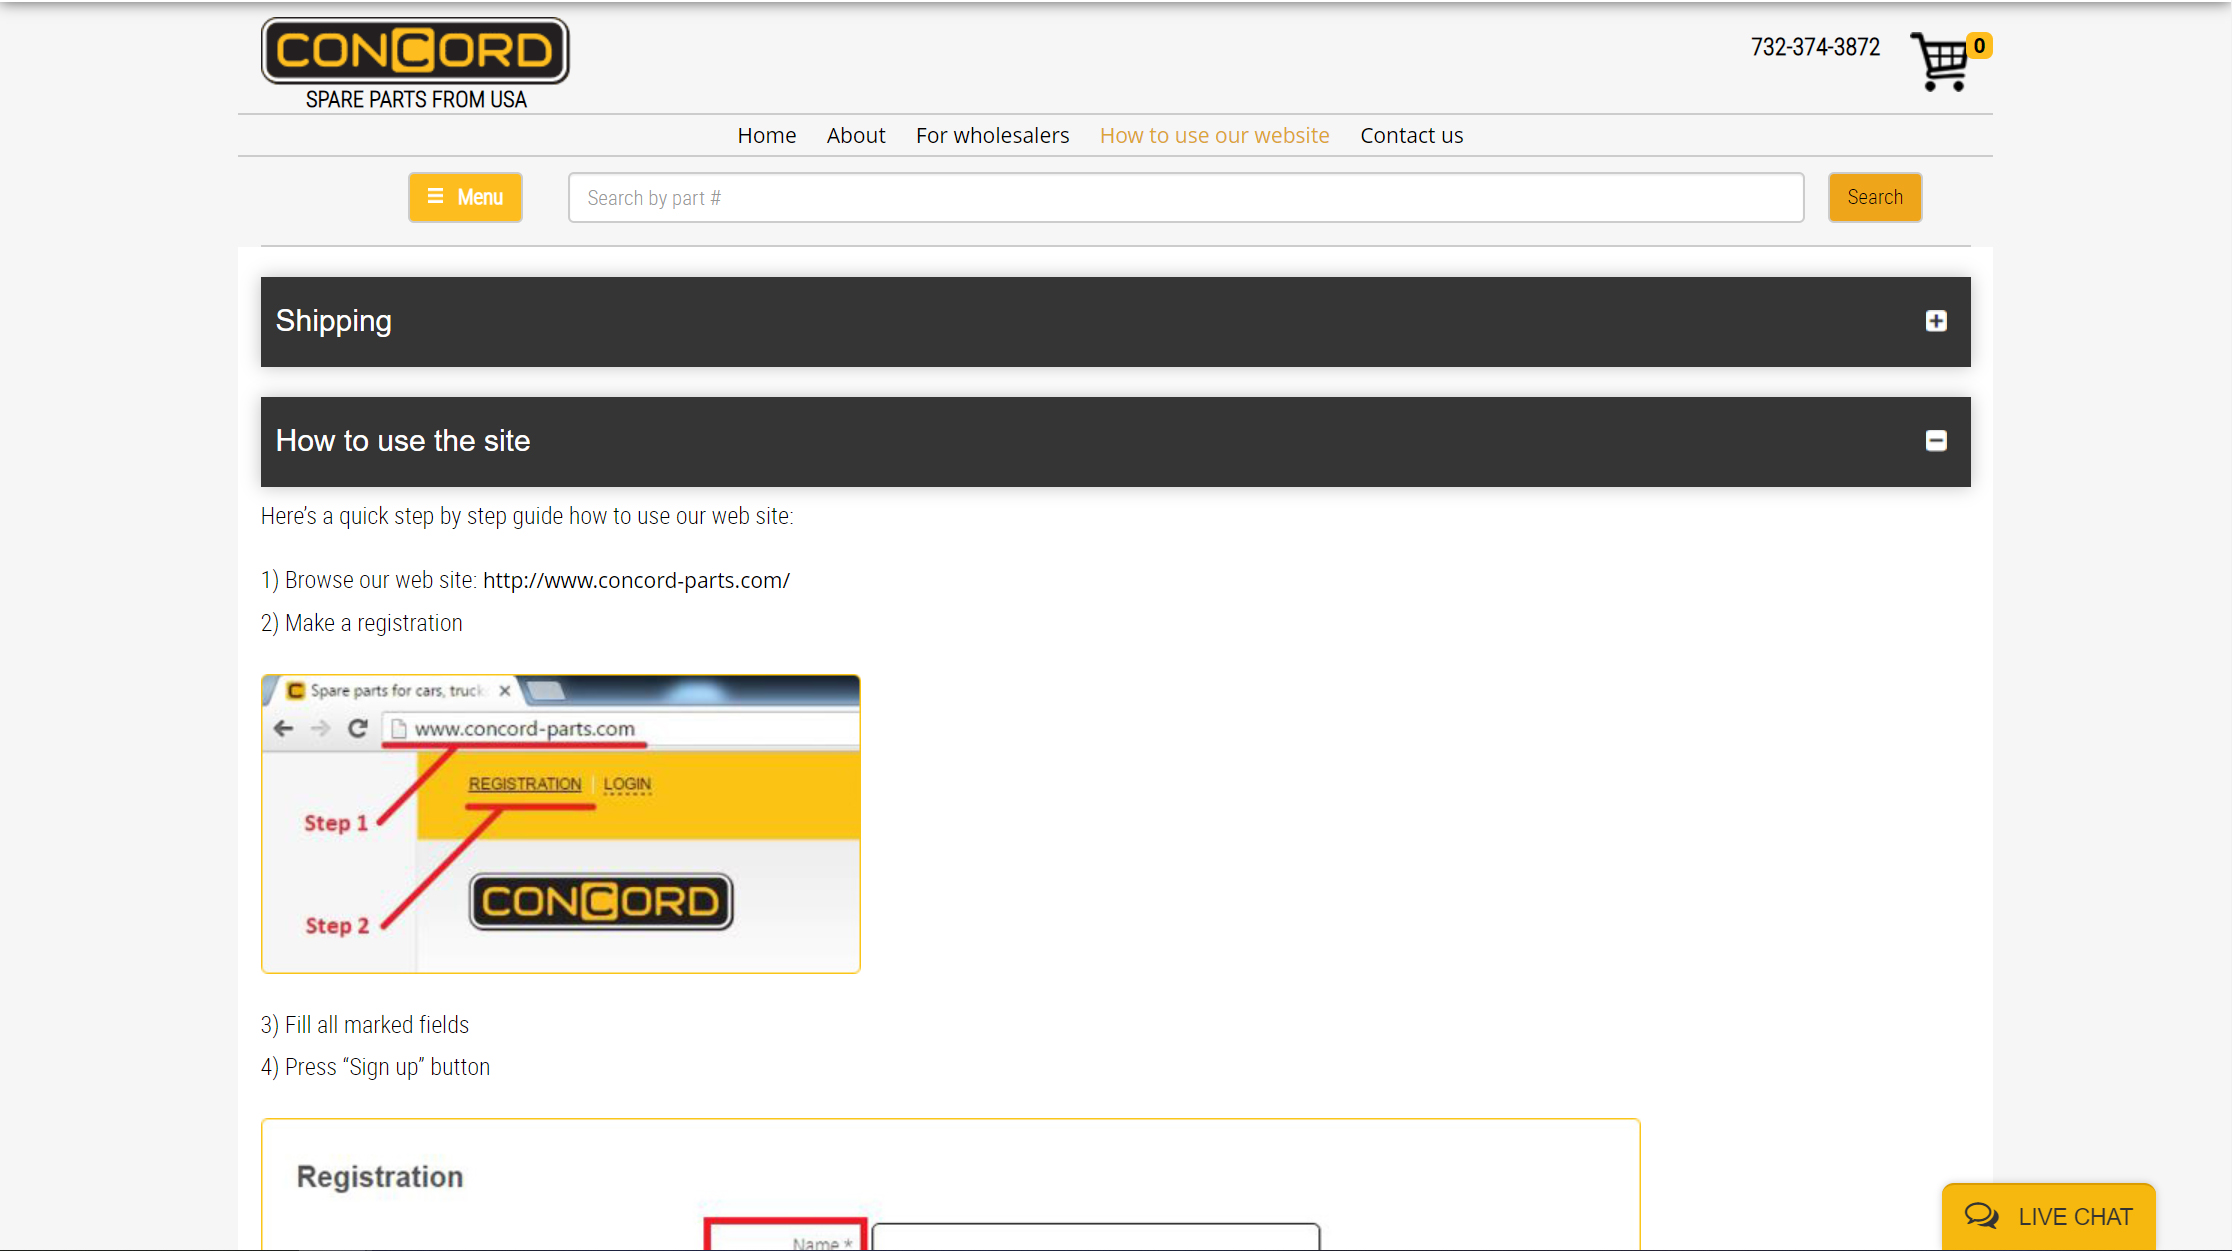 CONCORD
SPARE PARTS FROM USA
732-374-3872
0
Home About For wholesalers How to use our website Contact us
Menu
Search by part #
Search
Shipping
How to use the site
Here’s a quick step by step guide how to use our web site:
1) Browse our web site: http://www.concord-parts.com/
2) Make a registration
C Spare parts for cars, truck
www.concord-parts.com
REGISTRATION LOGIN
Step 1
CONCORD
Step 2
3) Fill all marked fields
4) Press “Sign up” button
Registration
Name *
LIVE CHAT